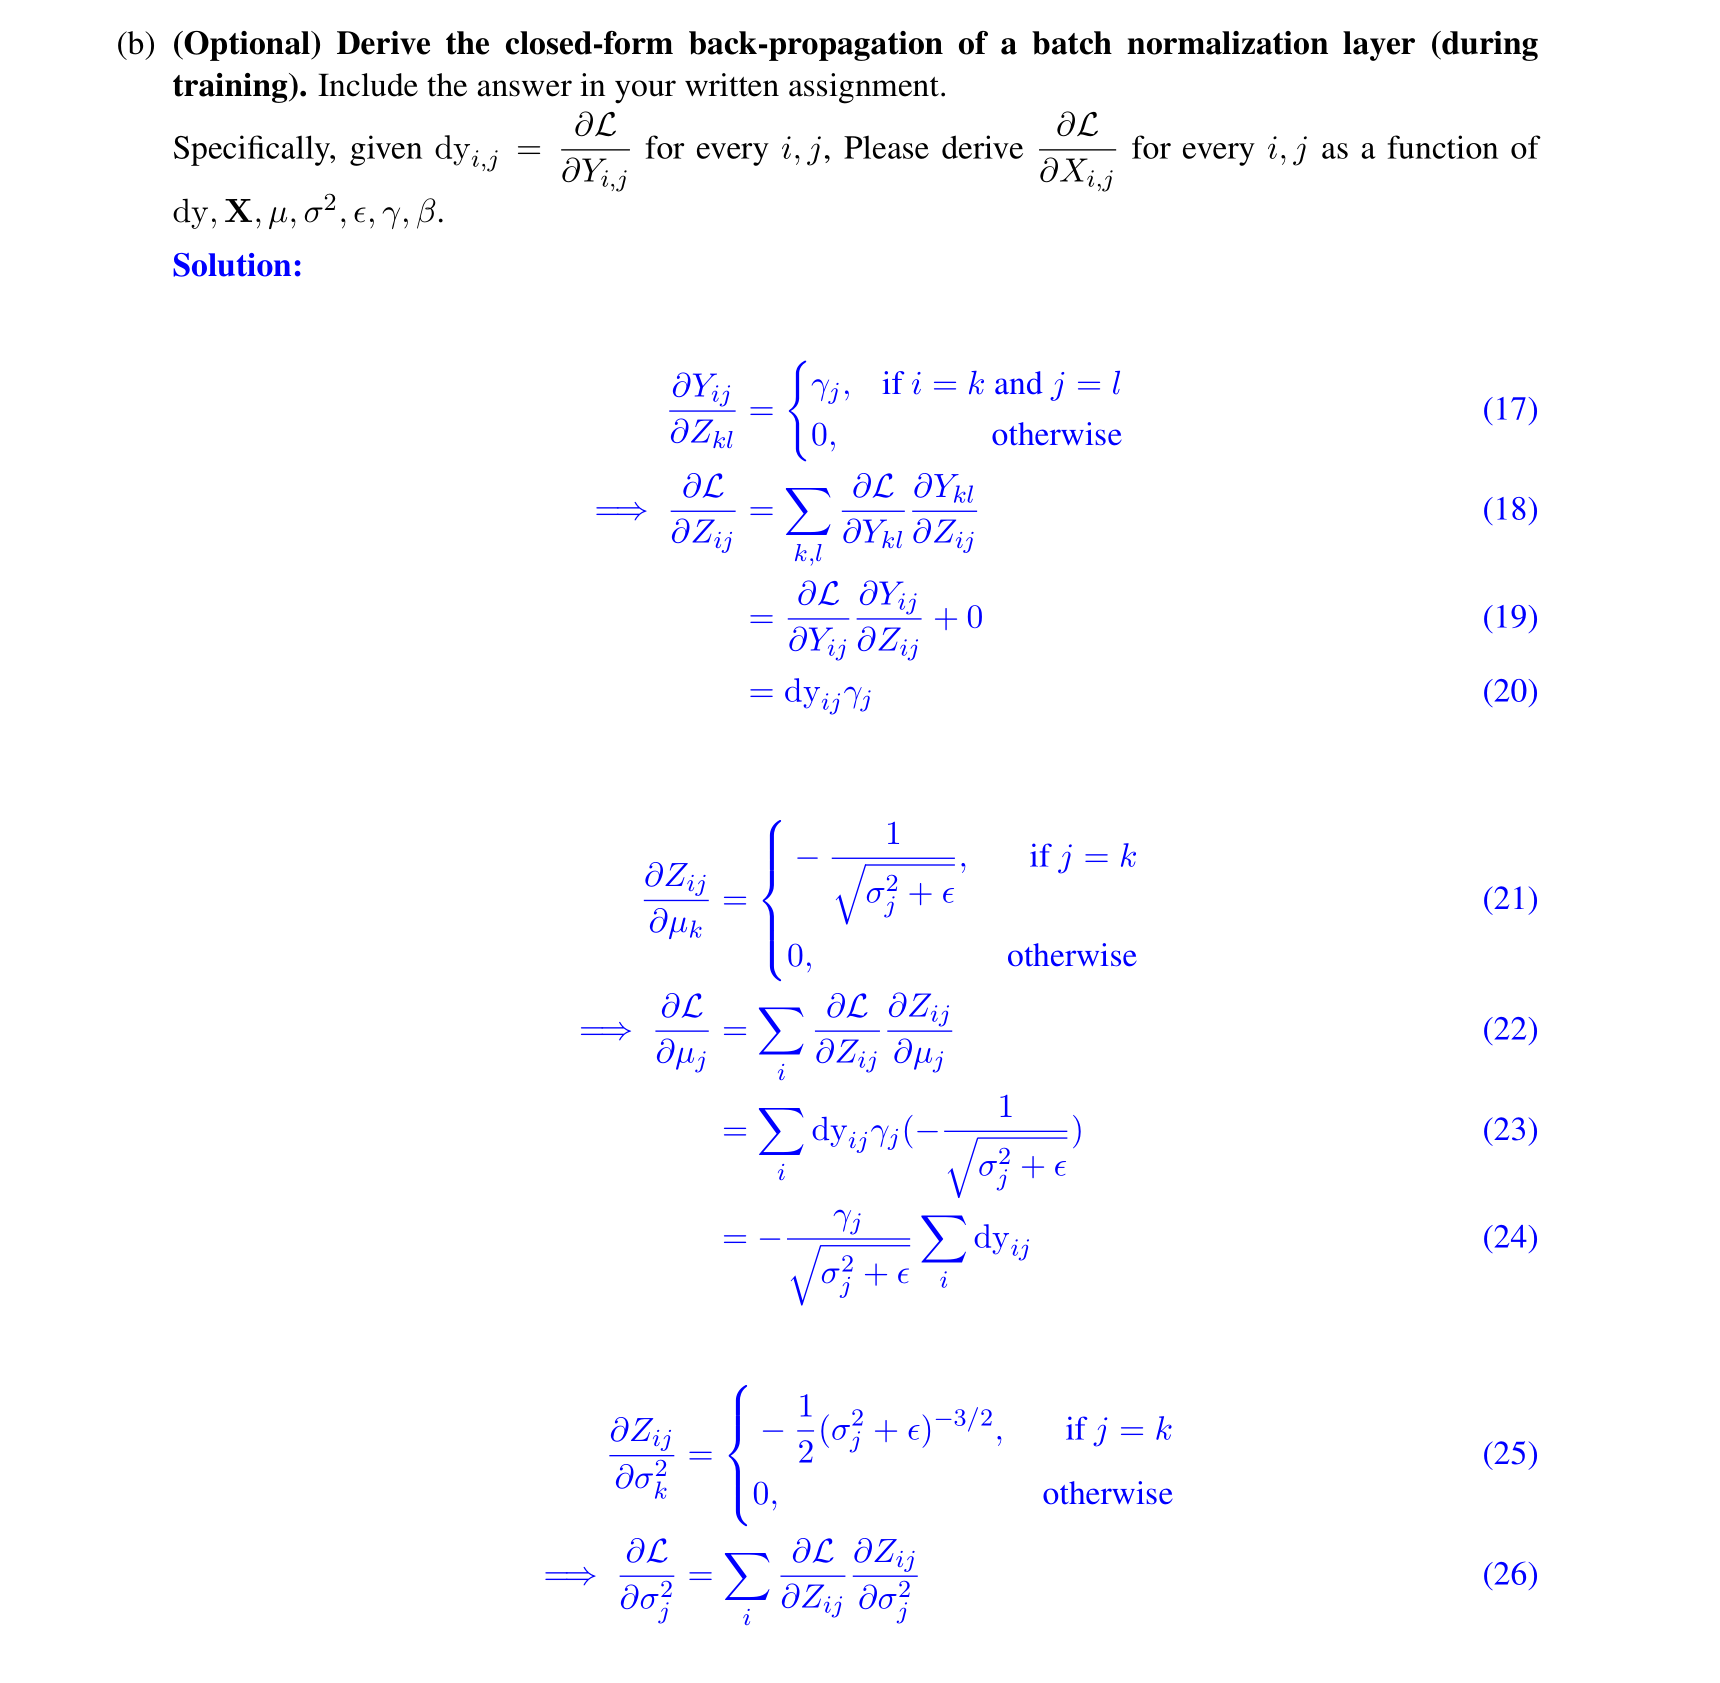 (b) (Optional) Derive the closed-form back-propagation of a batch normalization layer (during
training). Include the answer in your written assignment.
Specifically, given $\mathrm{dy}_{i,j} = \frac{\partial \mathcal{L}}{\partial Y_{i,j}}$ for every $i, j$, Please derive $\frac{\partial \mathcal{L}}{\partial X_{i,j}}$ for every $i, j$ as a function of
$\mathrm{dy}, \mathbf{X}, \mu, \sigma^2, \epsilon, \gamma, \beta$.
Solution:
$\frac{\partial Y_{ij}}{\partial Z_{kl}} = \begin{cases} \gamma_j, & \text{if } i = k \text{ and } j = l \\ 0, & \text{otherwise} \end{cases}$ (17)
$\implies \frac{\partial \mathcal{L}}{\partial Z_{ij}} = \sum_{k,l} \frac{\partial \mathcal{L}}{\partial Y_{kl}} \frac{\partial Y_{kl}}{\partial Z_{ij}}$ (18)
$= \frac{\partial \mathcal{L}}{\partial Y_{ij}} \frac{\partial Y_{ij}}{\partial Z_{ij}} + 0$ (19)
$= \mathrm{dy}_{ij} \gamma_j$ (20)
$\frac{\partial Z_{ij}}{\partial \mu_k} = \begin{cases} -\frac{1}{\sqrt{\sigma_j^2 + \epsilon}}, & \text{if } j = k \\ 0, & \text{otherwise} \end{cases}$ (21)
$\implies \frac{\partial \mathcal{L}}{\partial \mu_j} = \sum_i \frac{\partial \mathcal{L}}{\partial Z_{ij}} \frac{\partial Z_{ij}}{\partial \mu_j}$ (22)
$= \sum_i \mathrm{dy}_{ij} \gamma_j (-\frac{1}{\sqrt{\sigma_j^2 + \epsilon}})$ (23)
$= -\frac{\gamma_j}{\sqrt{\sigma_j^2 + \epsilon}} \sum_i \mathrm{dy}_{ij}$ (24)
$\frac{\partial Z_{ij}}{\partial \sigma_k^2} = \begin{cases} -\frac{1}{2}(\sigma_j^2 + \epsilon)^{-3/2}, & \text{if } j = k \\ 0, & \text{otherwise} \end{cases}$ (25)
$\implies \frac{\partial \mathcal{L}}{\partial \sigma_j^2} = \sum_i \frac{\partial \mathcal{L}}{\partial Z_{ij}} \frac{\partial Z_{ij}}{\partial \sigma_j^2}$ (26)